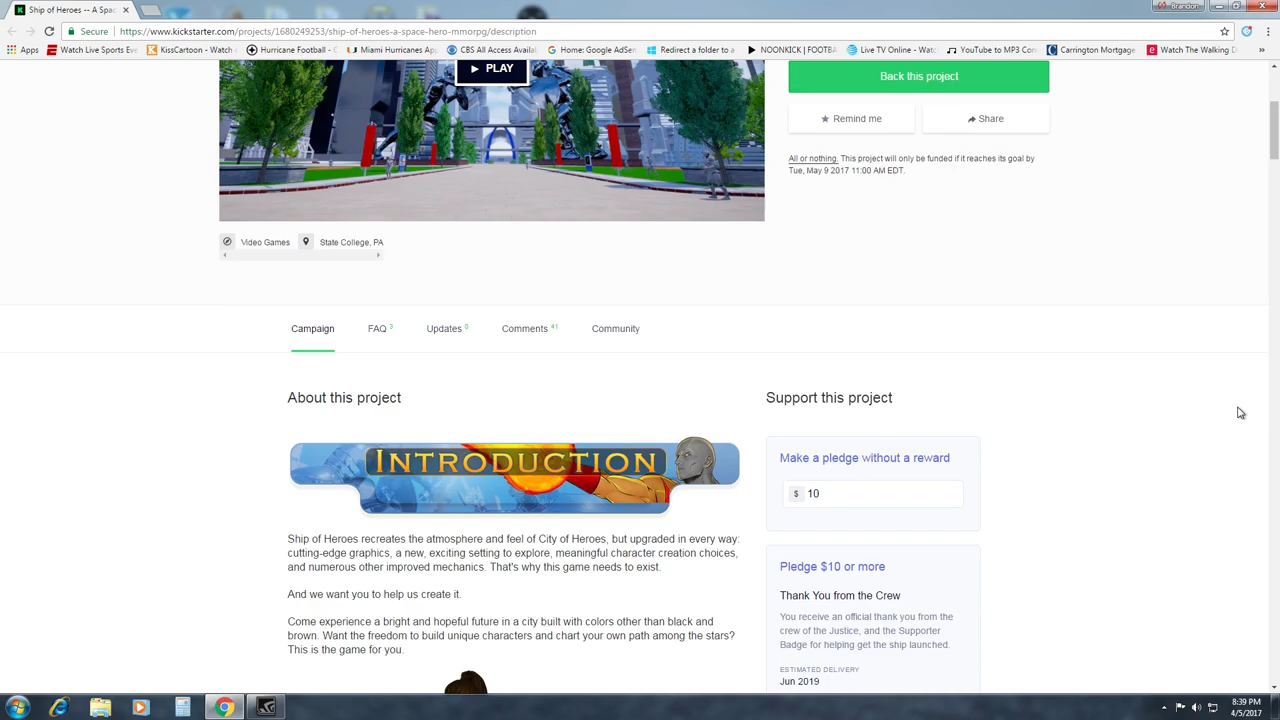 Ship of Heroes -- A Spac
Brandon
Secure
https://www.kickstarter.com/projects/1680249253/ship-of-heroes-a-space-hero-mmorpg/description
Apps
Watch Live Sports Eve
KissCartoon - Watch
Hurricane Football - C
Miami Hurricanes App
CBS All Access Availa
Home: Google AdSen
Redirect a folder to a
NOONKICK | FOOTBA
Live TV Online - Watch
YouTube to MP3 Con
Carrington Mortgage
Watch The Walking D
»
PLAY
Back this project
Remind me
Share
All or nothing. This project will only be funded if it reaches its goal by
Tue, May 9 2017 11:00 AM EDT.
Video Games
State College, PA
Campaign
FAQ 3
Updates 0
Comments 41
Community
About this project
Support this project
INTRODUCTION
Make a pledge without a reward
$ 10
Ship of Heroes recreates the atmosphere and feel of City of Heroes, but upgraded in every way:
cutting-edge graphics, a new, exciting setting to explore, meaningful character creation choices,
and numerous other improved mechanics. That's why this game needs to exist.
And we want you to help us create it.
Come experience a bright and hopeful future in a city built with colors other than black and
brown. Want the freedom to build unique characters and chart your own path among the stars?
This is the game for you.
Pledge $10 or more
Thank You from the Crew
You receive an official thank you from the
crew of the Justice, and the Supporter
Badge for helping get the ship launched.
ESTIMATED DELIVERY
Jun 2019
8:39 PM
4/5/2017